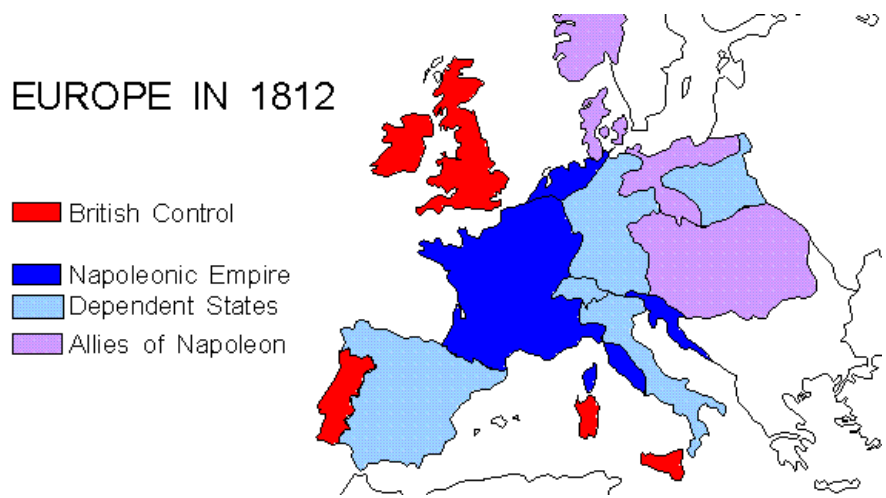 EUROPE IN 1812
British Control
Napoleonic Empire
Dependent States
Allies of Napoleon